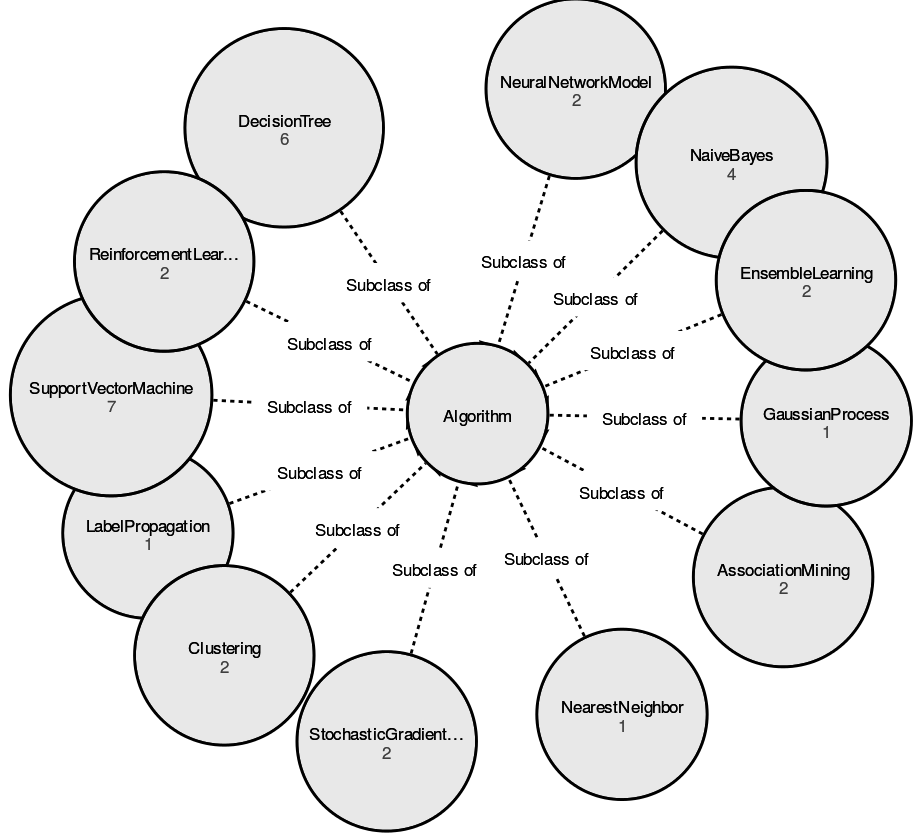 NeuralNetworkModel
2
DecisionTree
6
NaiveBayes
4
ReinforcementLear...
2
Subclass of
Subclass of
EnsembleLearning
2
Subclass of
Subclass of
Subclass of
Subclass of
SupportVectorMachine
7
Subclass of
Algorithm
Subclass of
GaussianProcess
1
Subclass of
Subclass of
LabelPropagation
1
Subclass of
Subclass of
Subclass of
AssociationMining
2
Clustering
2
StochasticGradient...
2
NearestNeighbor
1